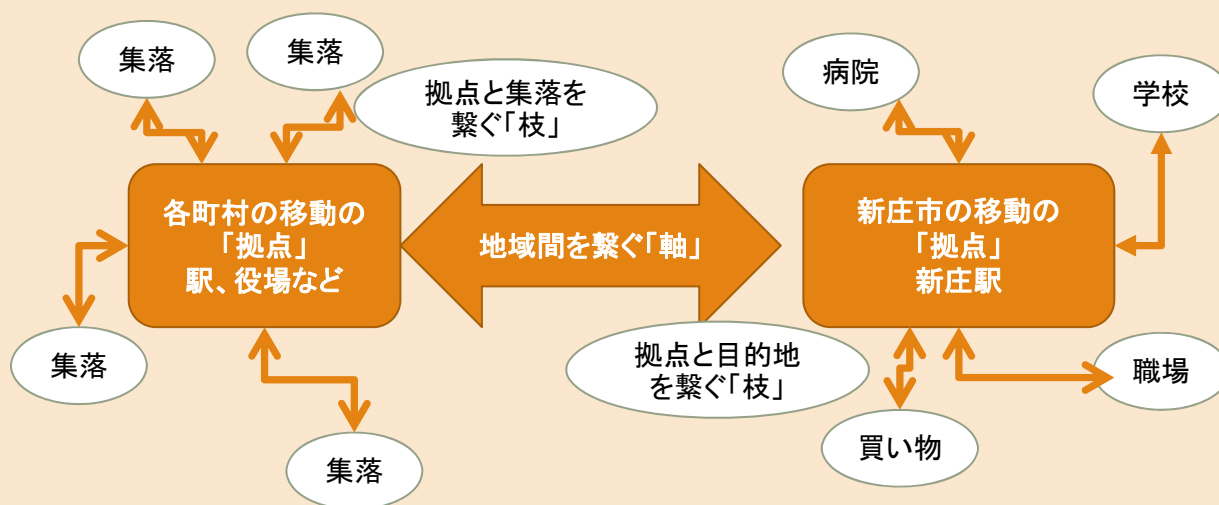 集落
集落
拠点と集落を
繋ぐ「枝」
病院
学校
各町村の移動の
「拠点」
駅、役場など
地域間を繋ぐ「軸」
新庄市の移動の
「拠点」
新庄駅
集落
拠点と目的地
を繋ぐ「枝」
職場
買い物
集落